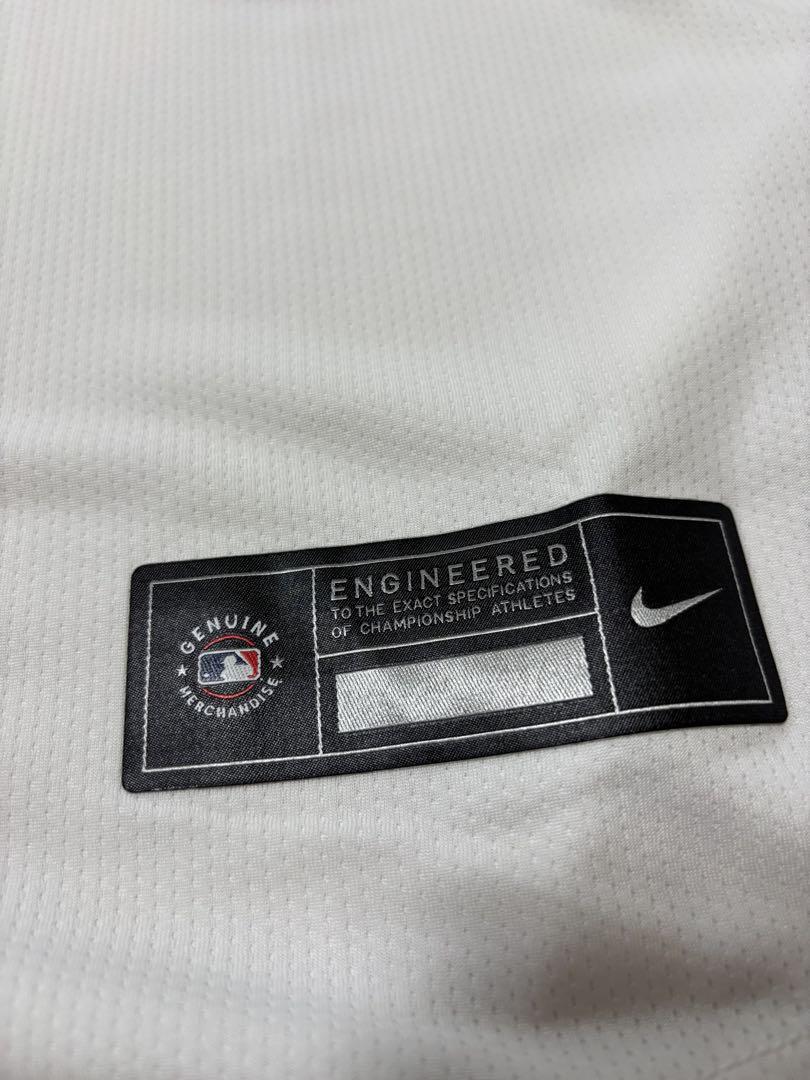 GENUINE
MERCHANDISE
ENGINEERED
TO THE EXACT SPECIFICATIONS
OF CHAMPIONSHIP ATHLETES